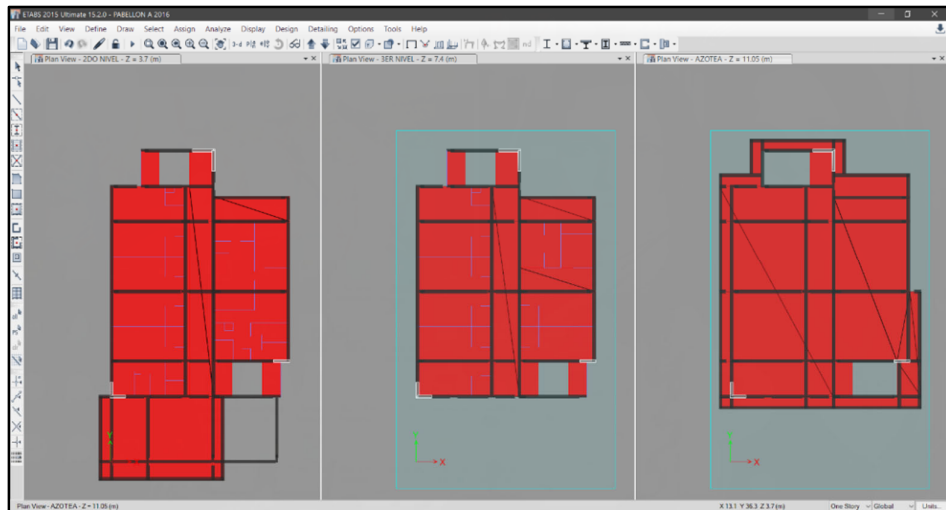 ETABS 2015 Ultimate 15.2.0 - PABELLON A 2016
File Edit View Define Draw Select Assign Analyze Display Design Detailing Options Tools Help
Plan View - 2DO NIVEL - Z = 3.7 (m)
Plan View - 3ER NIVEL - Z = 7.4 (m)
Plan View - AZOTEA - Z = 11.05 (m)
Y
Y
X
Y
X
Plan View - AZOTEA - Z = 11.05 (m)
X 13.1 Y 36.3 Z 3.7 (m)
One Story
Global
Units...